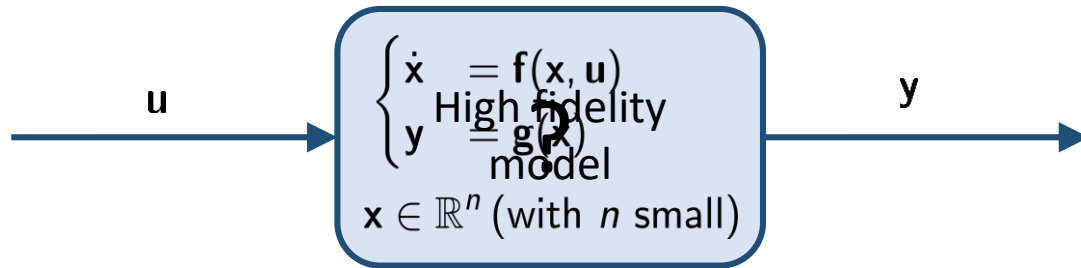 u
ẋ = f(x, u)
High fidelity
?
y = g(x)
model
x ∈ ℝⁿ (with n small)
y